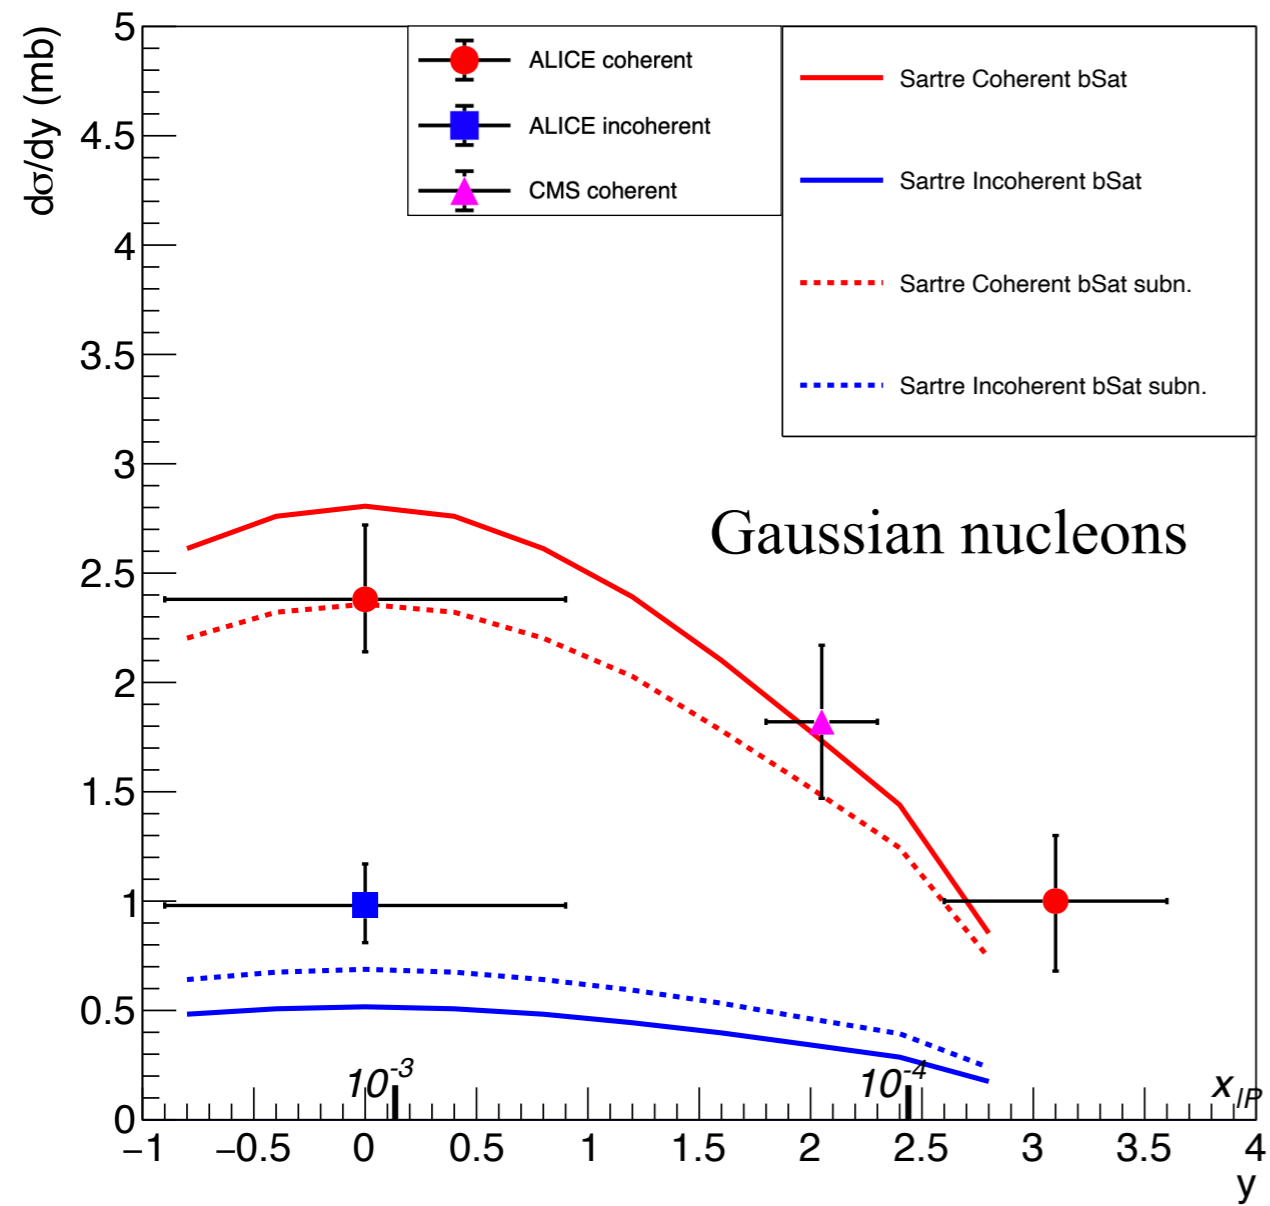 dσ/dy (mb)
5
4.5
4
3.5
3
2.5
2
1.5
1
0.5
0
ALICE coherent
ALICE incoherent
CMS coherent
Sartre Coherent bSat
Sartre Incoherent bSat
Sartre Coherent bSat subn.
Sartre Incoherent bSat subn.
Gaussian nucleons
10⁻³ 10⁻⁴ x_IP
−1 −0.5 0 0.5 1 1.5 2 2.5 3 3.5 4
y